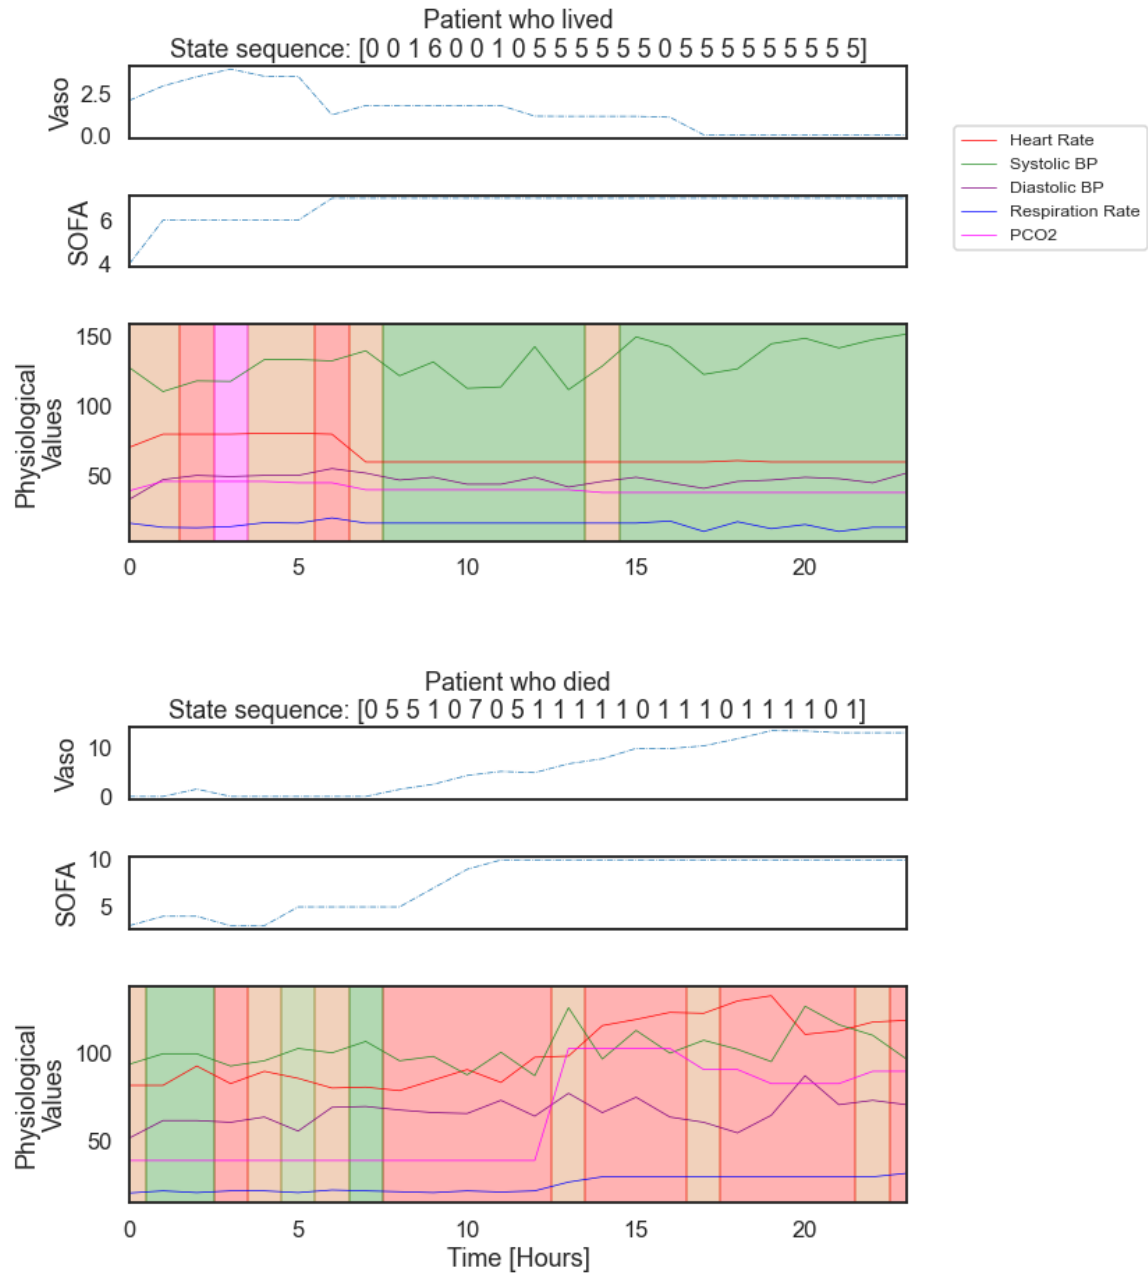 Patient who lived
State sequence: [0 0 1 6 0 0 1 0 5 5 5 5 5 5 0 5 5 5 5 5 5 5 5 5]
Vaso
2.5
0.0
Heart Rate
Systolic BP
Diastolic BP
Respiration Rate
PCO2
SOFA
6
4
Physiological
Values
150
100
50
0 5 10 15 20
Patient who died
State sequence: [0 5 5 1 0 7 0 5 1 1 1 1 1 0 1 1 1 0 1 1 1 1 0 1]
Vaso
10
0
SOFA
10
5
Physiological
Values
100
50
0 5 10 15 20
Time [Hours]